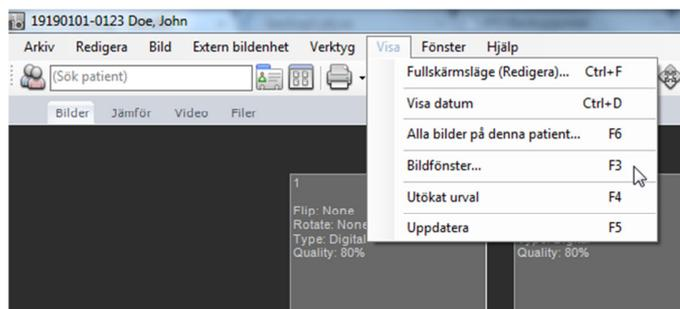 19190101-0123 Doe, John
Arkiv Redigera Bild Extern bildenhet Verktyg Visa Fönster Hjälp
(Sök patient)
Bilder Jämför Video Filer
Fullskärmsläge (Redigera)... Ctrl+F
Visa datum Ctrl+D
Alla bilder på denna patient... F6
Bildfönster... F3
Utökat urval F4
Uppdatera F5
1
Flip: None
Rotate: None
Type: Digital
Quality: 80%
Quality: 80%